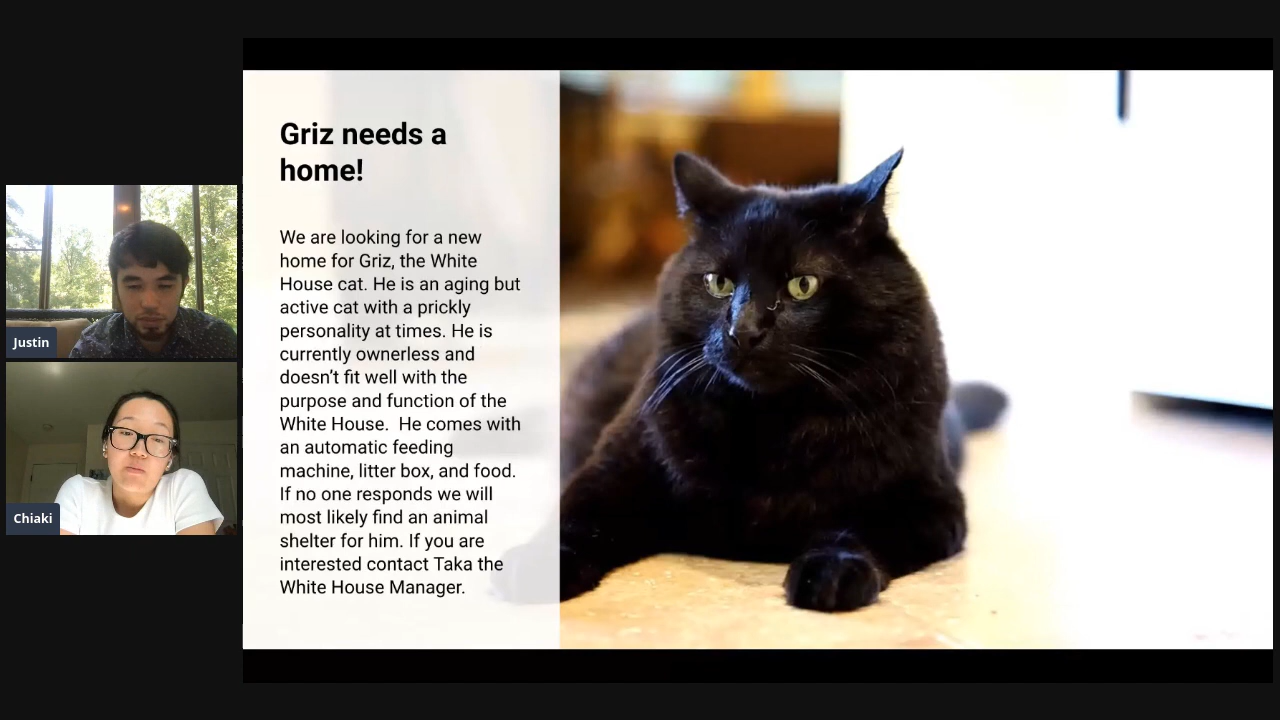 Griz needs a
home!
We are looking for a new
home for Griz, the White
House cat. He is an aging but
active cat with a prickly
personality at times. He is
currently ownerless and
doesn’t fit well with the
purpose and function of the
White House.  He comes with
an automatic feeding
machine, litter box, and food.
If no one responds we will
most likely find an animal
shelter for him. If you are
interested contact Taka the
White House Manager.
Justin
Chiaki